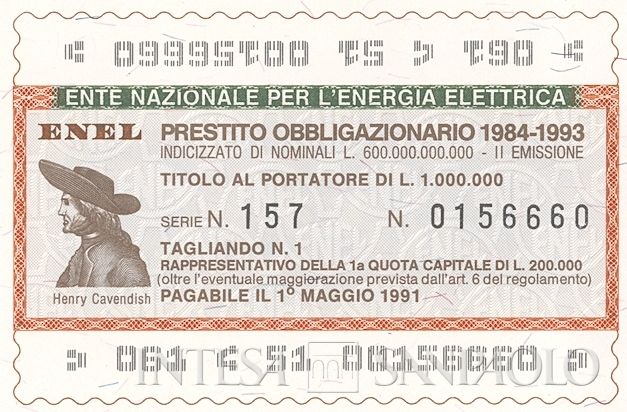 ENTE NAZIONALE PER L'ENERGIA ELETTRICA
ENEL PRESTITO OBBLIGAZIONARIO 1984-1993
INDICIZZATO DI NOMINALI L. 600.000.000.000 - II EMISSIONE
TITOLO AL PORTATORE DI L. 1.000.000
SERIE N. 157 N. 0156660
TAGLIANDO N. 1
RAPPRESENTATIVO DELLA 1a QUOTA CAPITALE DI L. 200.000
(oltre l'eventuale maggiorazione prevista dall'art. 6 del regolamento)
Henry Cavendish PAGABILE IL 1° MAGGIO 1991
INTESA SANPAOLO